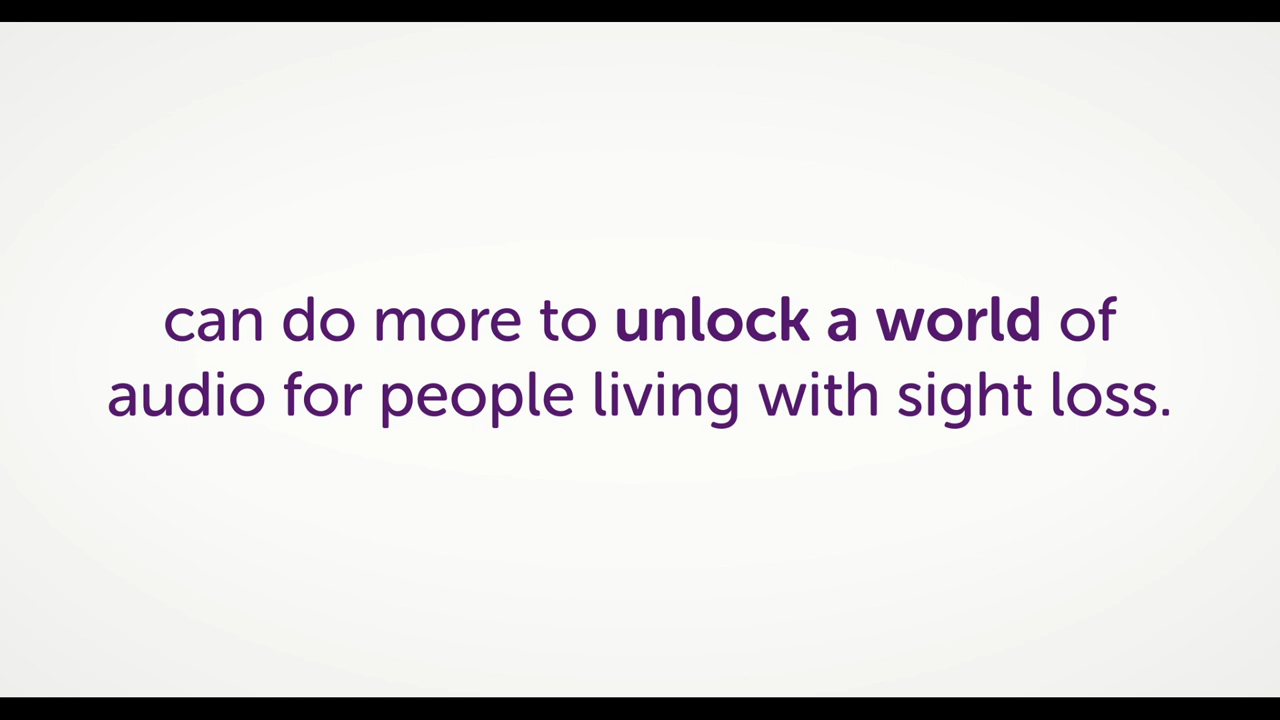 can do more to unlock a world of
audio for people living with sight loss.